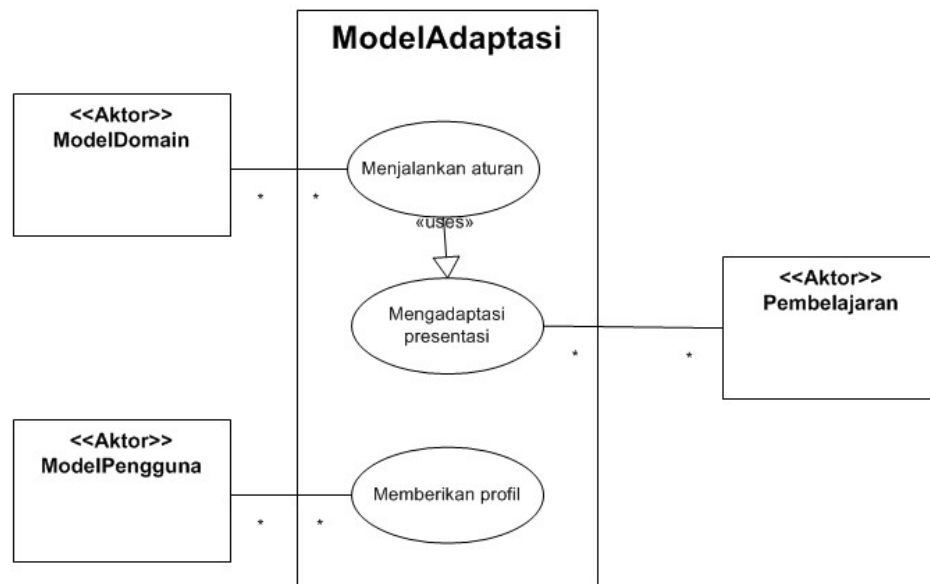 ModelAdaptasi
<<Aktor>>
ModelDomain
Menjalankan aturan
* *
«uses»
<<Aktor>>
Pembelajaran
Mengadaptasi
presentasi
* *
<<Aktor>>
ModelPengguna
Memberikan profil
* *